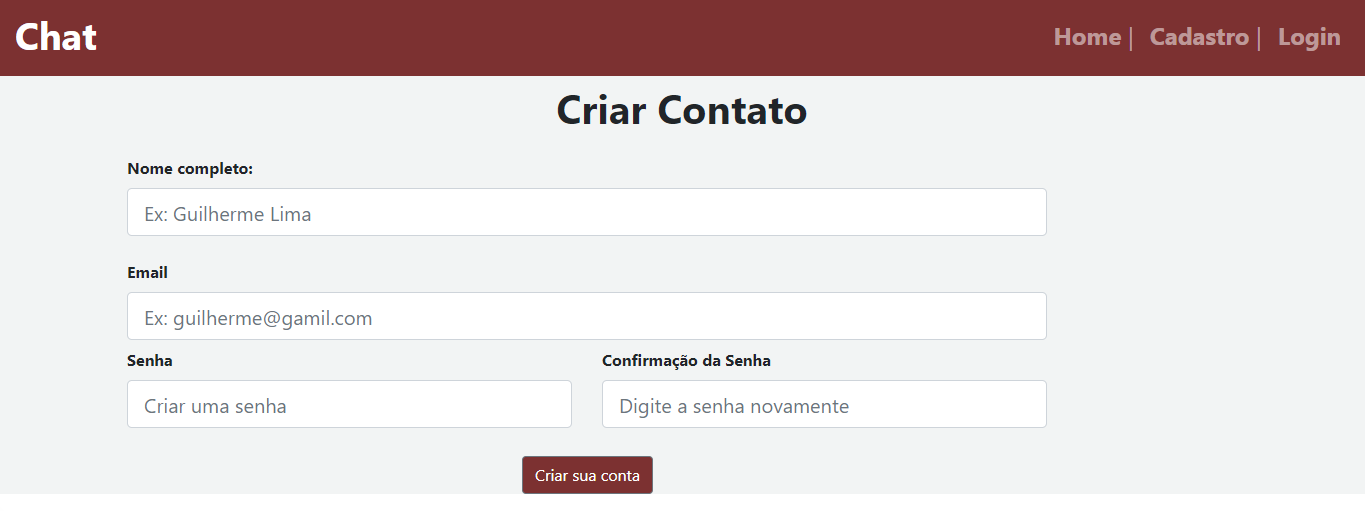 Chat
Home | Cadastro | Login
Criar Contato
Nome completo:
Ex: Guilherme Lima
Email
Ex: guilherme@gamil.com
Senha Confirmação da Senha
Criar uma senha Digite a senha novamente
Criar sua conta